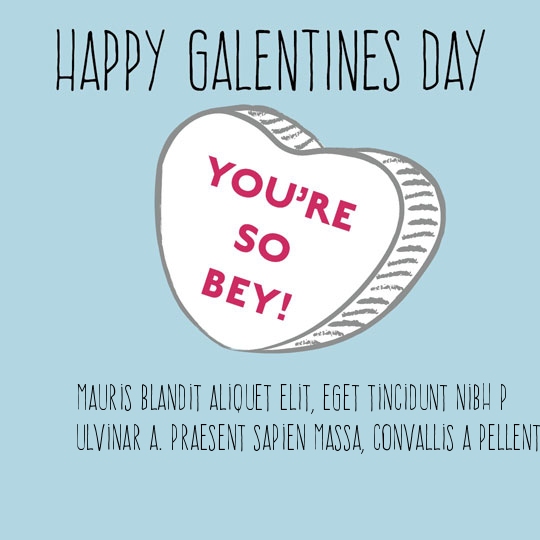 HAPPY GALENTINES DAY
YOU'RE
SO
BEY!
MAURIS BLANDIT ALIQUET ELIT, EGET TINCIDUNT NIBH P
ULVINAR A. PRAESENT SAPIEN MASSA, CONVALLIS A PELLENT